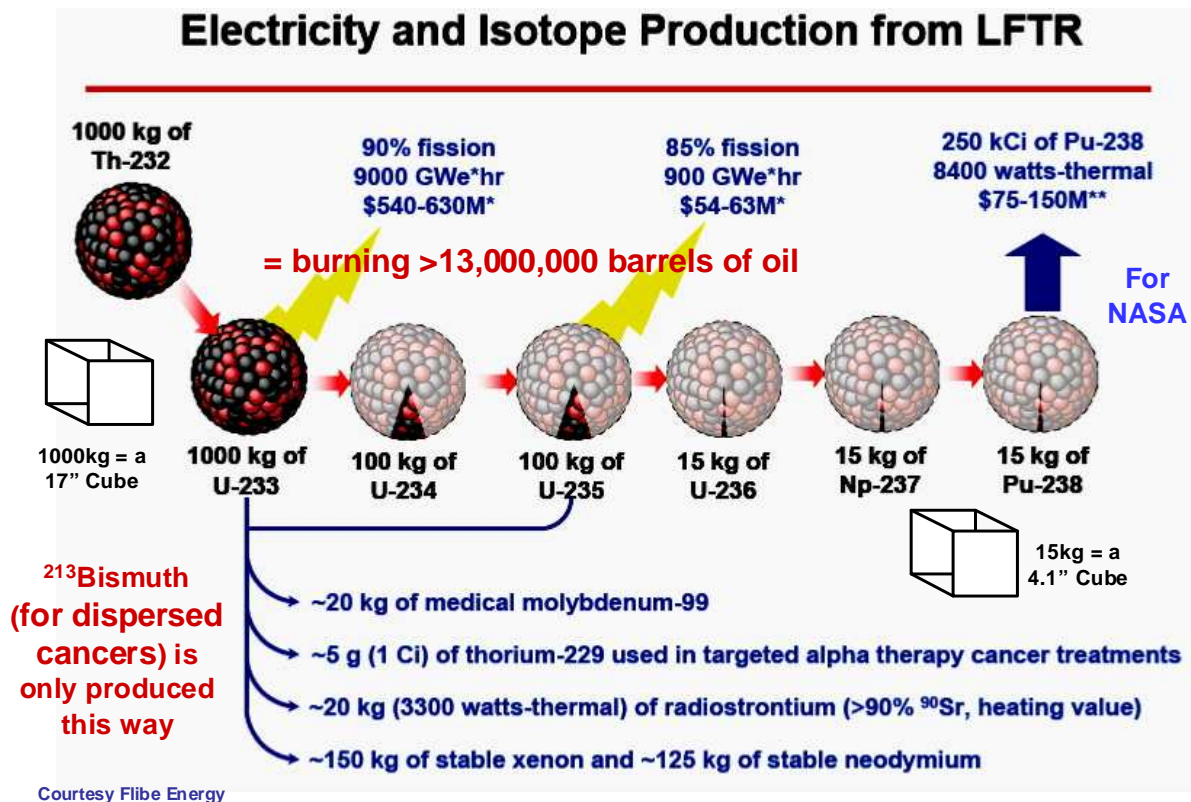 Electricity and Isotope Production from LFTR
1000 kg of
Th-232
90% fission
9000 GWe*hr
$540-630M*
85% fission
900 GWe*hr
$54-63M*
250 kCi of Pu-238
8400 watts-thermal
$75-150M**
= burning >13,000,000 barrels of oil
For
NASA
1000kg = a
17” Cube
1000 kg of
U-233
100 kg of
U-234
100 kg of
U-235
15 kg of
U-236
15 kg of
Np-237
15 kg of
Pu-238
15kg = a
4.1” Cube
²¹³Bismuth
(for dispersed
cancers) is
only produced
this way
~20 kg of medical molybdenum-99
~5 g (1 Ci) of thorium-229 used in targeted alpha therapy cancer treatments
~20 kg (3300 watts-thermal) of radiostrontium (>90% ⁹⁰Sr, heating value)
~150 kg of stable xenon and ~125 kg of stable neodymium
Courtesy Flibe Energy